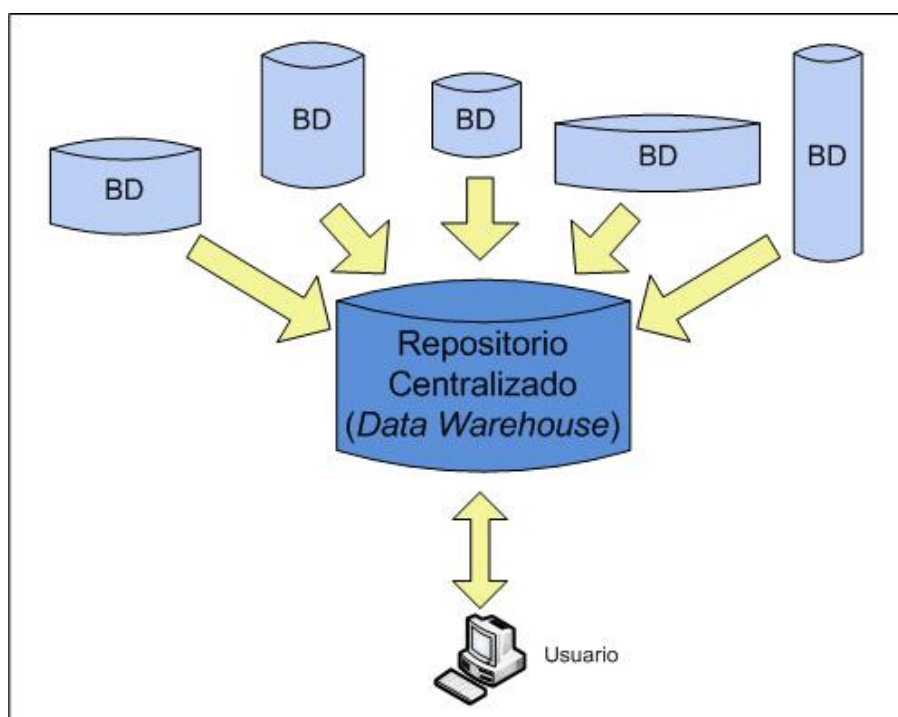 BD
BD
BD
BD
BD
Repositorio
Centralizado
(Data Warehouse)
Usuario